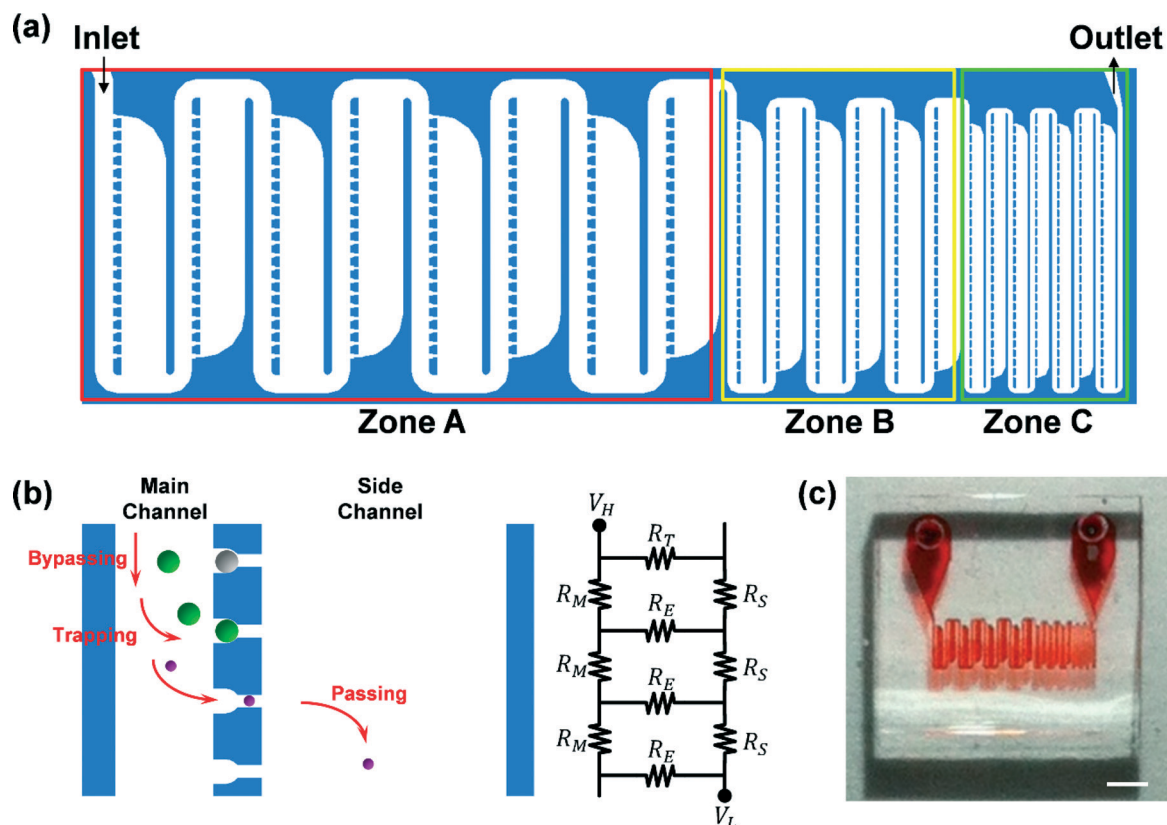 (a)
Inlet
Outlet
Zone A
Zone B
Zone C
(b)
Main
Channel
Side
Channel
Bypassing
Trapping
Passing
V_H
R_T
R_M
R_S
R_E
R_M
R_S
R_E
R_M
R_S
R_E
V_L
(c)